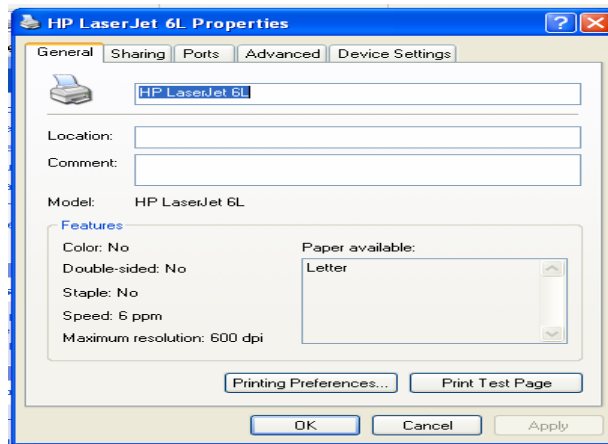 HP LaserJet 6L Properties
General Sharing Ports Advanced Device Settings
HP LaserJet 6L
Location:
Comment:
Model: HP LaserJet 6L
Features
Color: No
Paper available:
Double-sided: No
Letter
Staple: No
Speed: 6 ppm
Maximum resolution: 600 dpi
Printing Preferences... Print Test Page
OK Cancel Apply